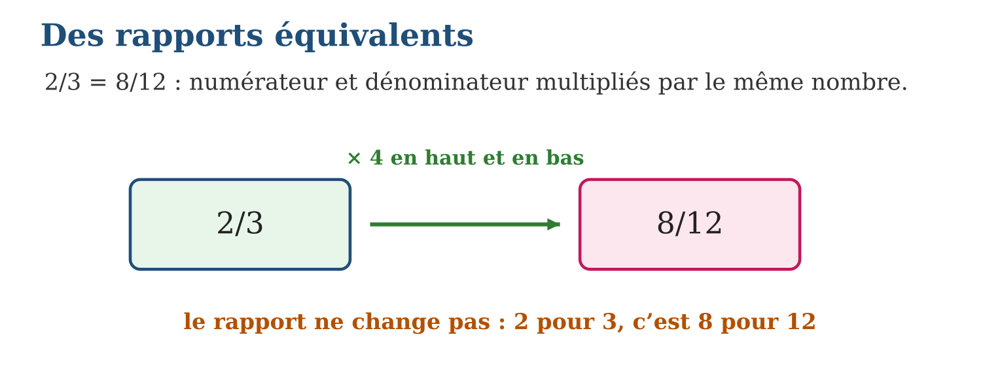 Des rapports équivalents
2/3 = 8/12 : numérateur et dénominateur multipliés par le même nombre.
× 4 en haut et en bas
2/3
8/12
le rapport ne change pas : 2 pour 3, c’est 8 pour 12